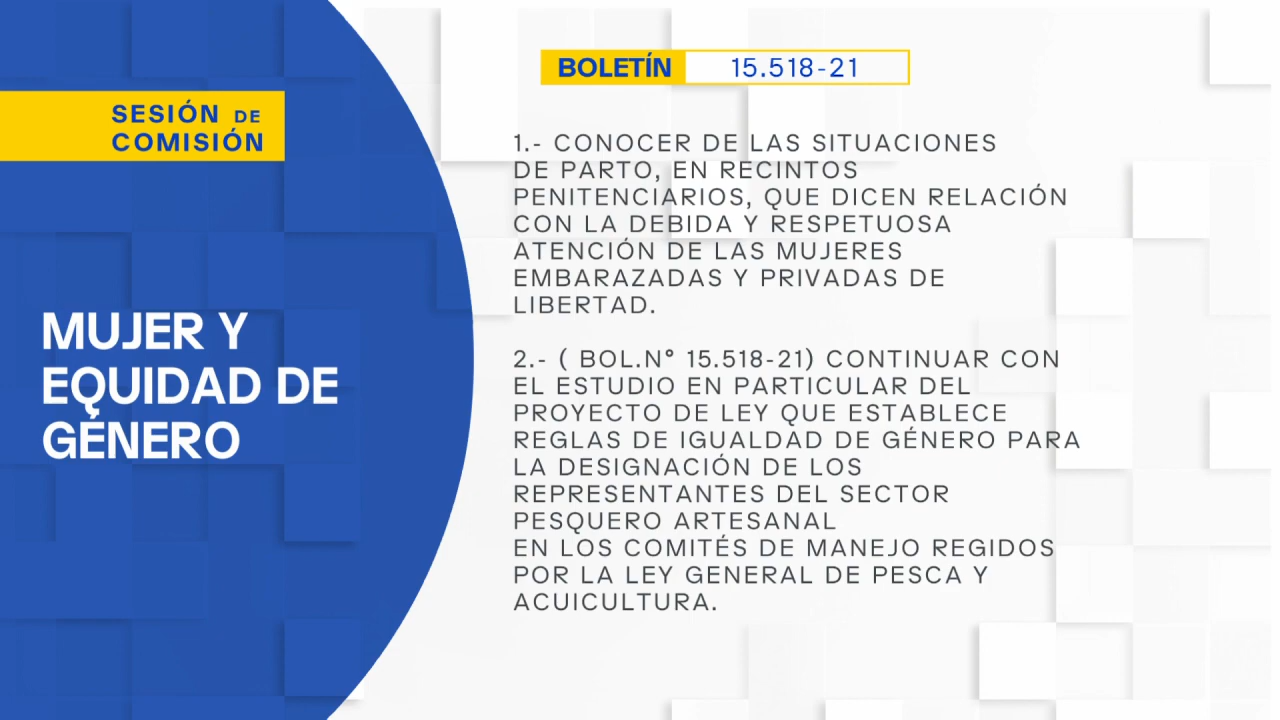 SESIÓN DE
COMISIÓN
MUJER Y
EQUIDAD DE
GÉNERO
BOLETÍN 15.518-21
1.- CONOCER DE LAS SITUACIONES
DE PARTO, EN RECINTOS
PENITENCIARIOS, QUE DICEN RELACIÓN
CON LA DEBIDA Y RESPETUOSA
ATENCIÓN DE LAS MUJERES
EMBARAZADAS Y PRIVADAS DE
LIBERTAD.
2.- ( BOL.N° 15.518-21) CONTINUAR CON
EL ESTUDIO EN PARTICULAR DEL
PROYECTO DE LEY QUE ESTABLECE
REGLAS DE IGUALDAD DE GÉNERO PARA
LA DESIGNACIÓN DE LOS
REPRESENTANTES DEL SECTOR
PESQUERO ARTESANAL
EN LOS COMITÉS DE MANEJO REGIDOS
POR LA LEY GENERAL DE PESCA Y
ACUICULTURA.